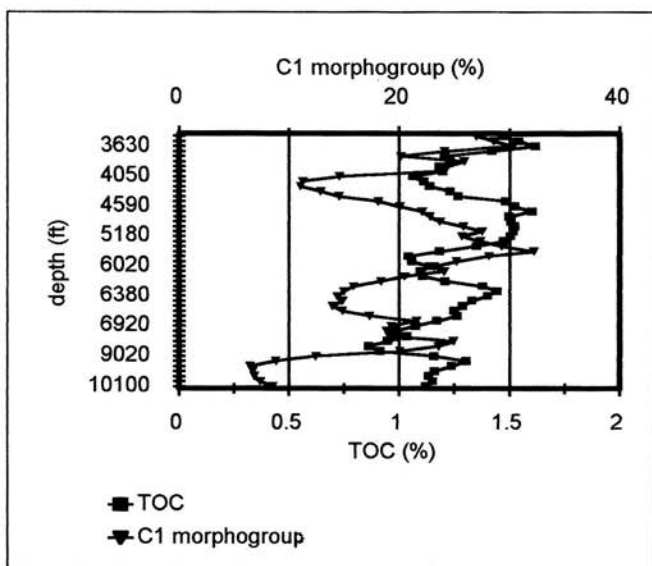 C1 morphogroup (%)
0 20 40
3630
4050
4590
5180
6020
6380
6920
9020
10100
depth (ft)
0 0.5 1 1.5 2
TOC (%)
TOC
C1 morphogroup